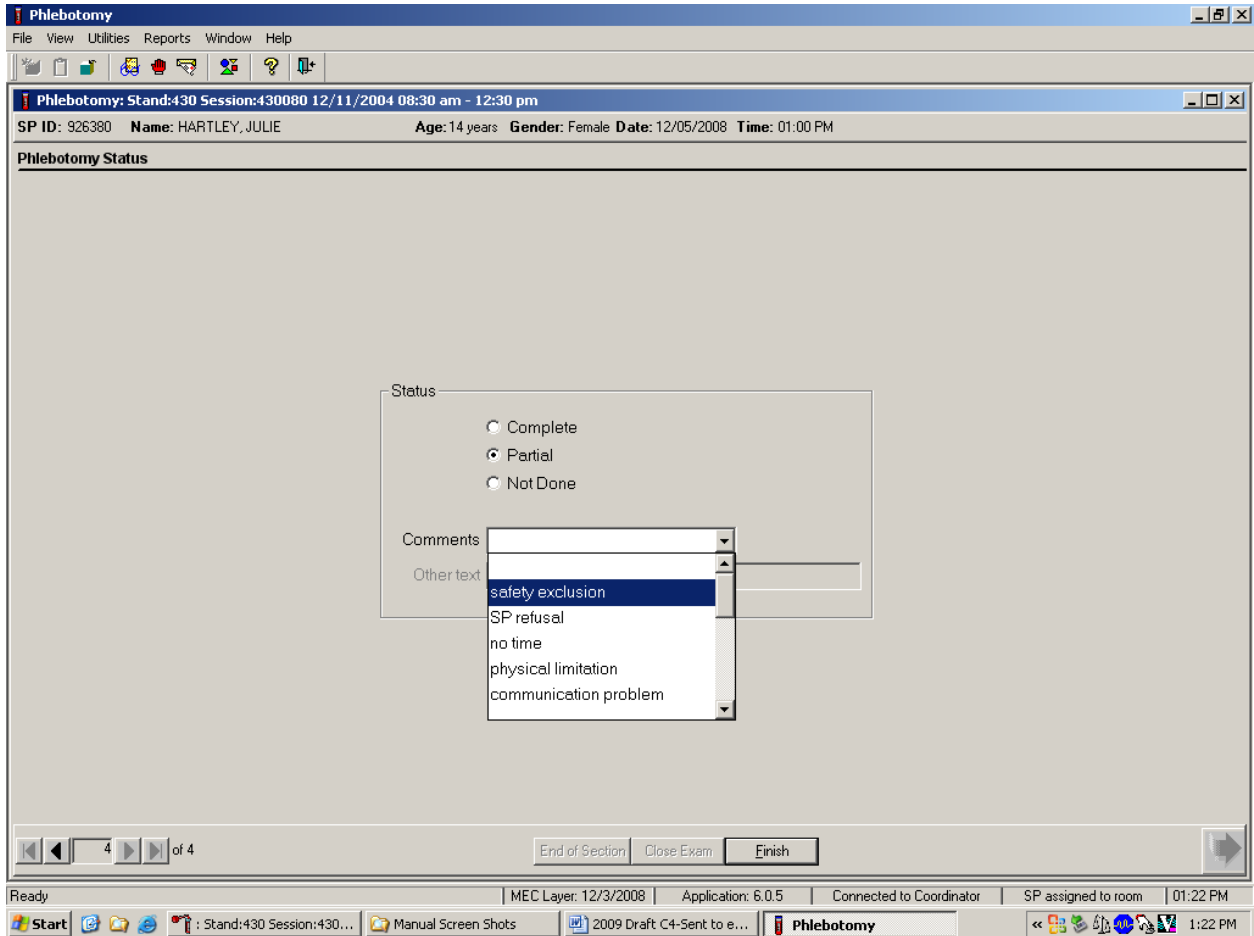 Phlebotomy
File View Utilities Reports Window Help
Phlebotomy: Stand:430 Session:430080 12/11/2004 08:30 am - 12:30 pm
SP ID: 926380 Name: HARTLEY, JULIE Age: 14 years Gender: Female Date: 12/05/2008 Time: 01:00 PM
Phlebotomy Status
Status
Complete
Partial
Not Done
Comments
Other text
safety exclusion
SP refusal
no time
physical limitation
communication problem
4 of 4 End of Section Close Exam Finish
Ready MEC Layer: 12/3/2008 Application: 6.0.5 Connected to Coordinator SP assigned to room 01:22 PM
Start : Stand:430 Session:430... Manual Screen Shots 2009 Draft C4-Sent to e... Phlebotomy 1:22 PM